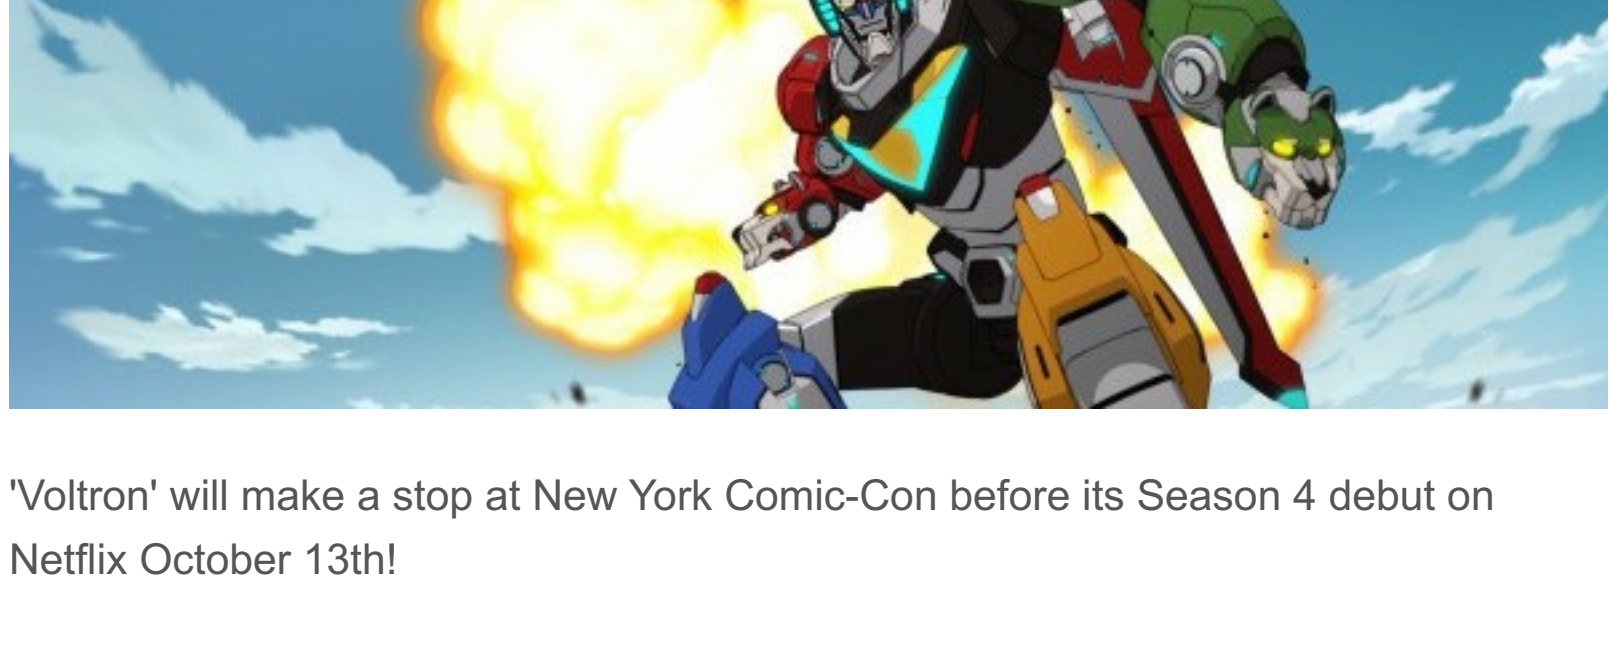 'Voltron' will make a stop at New York Comic-Con before its Season 4 debut on
Netflix October 13th!